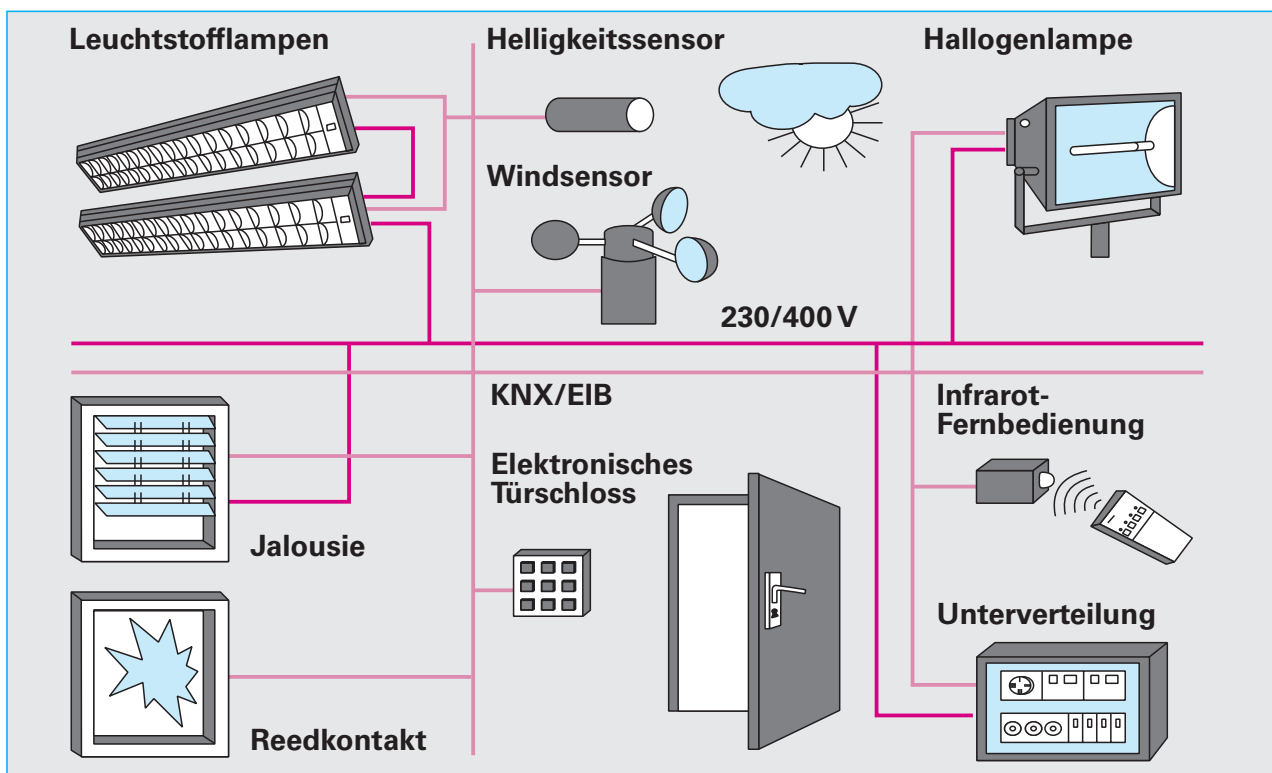 Leuchtstofflampen
Helligkeitssensor
Hallogenlampe
Windsensor
230/400 V
KNX/EIB
Infrarot-
Fernbedienung
Elektronisches
Türschloss
Jalousie
Unterverteilung
Reedkontakt